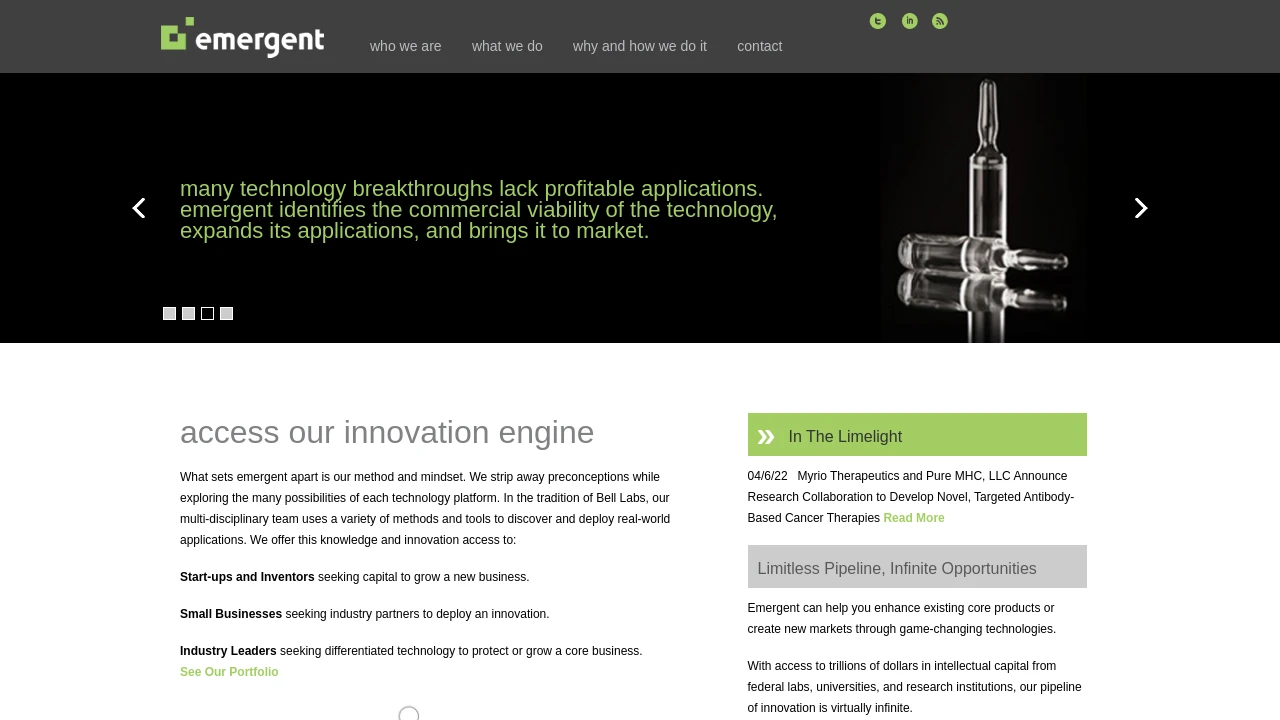 emergent
who we are
what we do
why and how we do it
contact
many technology breakthroughs lack profitable applications.
emergent identifies the commercial viability of the technology,
expands its applications, and brings it to market.
access our innovation engine
What sets emergent apart is our method and mindset. We strip away preconceptions while
exploring the many possibilities of each technology platform. In the tradition of Bell Labs, our
multi-disciplinary team uses a variety of methods and tools to discover and deploy real-world
applications. We offer this knowledge and innovation access to:
Start-ups and Inventors seeking capital to grow a new business.
Small Businesses seeking industry partners to deploy an innovation.
Industry Leaders seeking differentiated technology to protect or grow a core business.
See Our Portfolio
In The Limelight
04/6/22 Myrio Therapeutics and Pure MHC, LLC Announce
Research Collaboration to Develop Novel, Targeted Antibody-
Based Cancer Therapies Read More
Limitless Pipeline, Infinite Opportunities
Emergent can help you enhance existing core products or
create new markets through game-changing technologies.
With access to trillions of dollars in intellectual capital from
federal labs, universities, and research institutions, our pipeline
of innovation is virtually infinite.